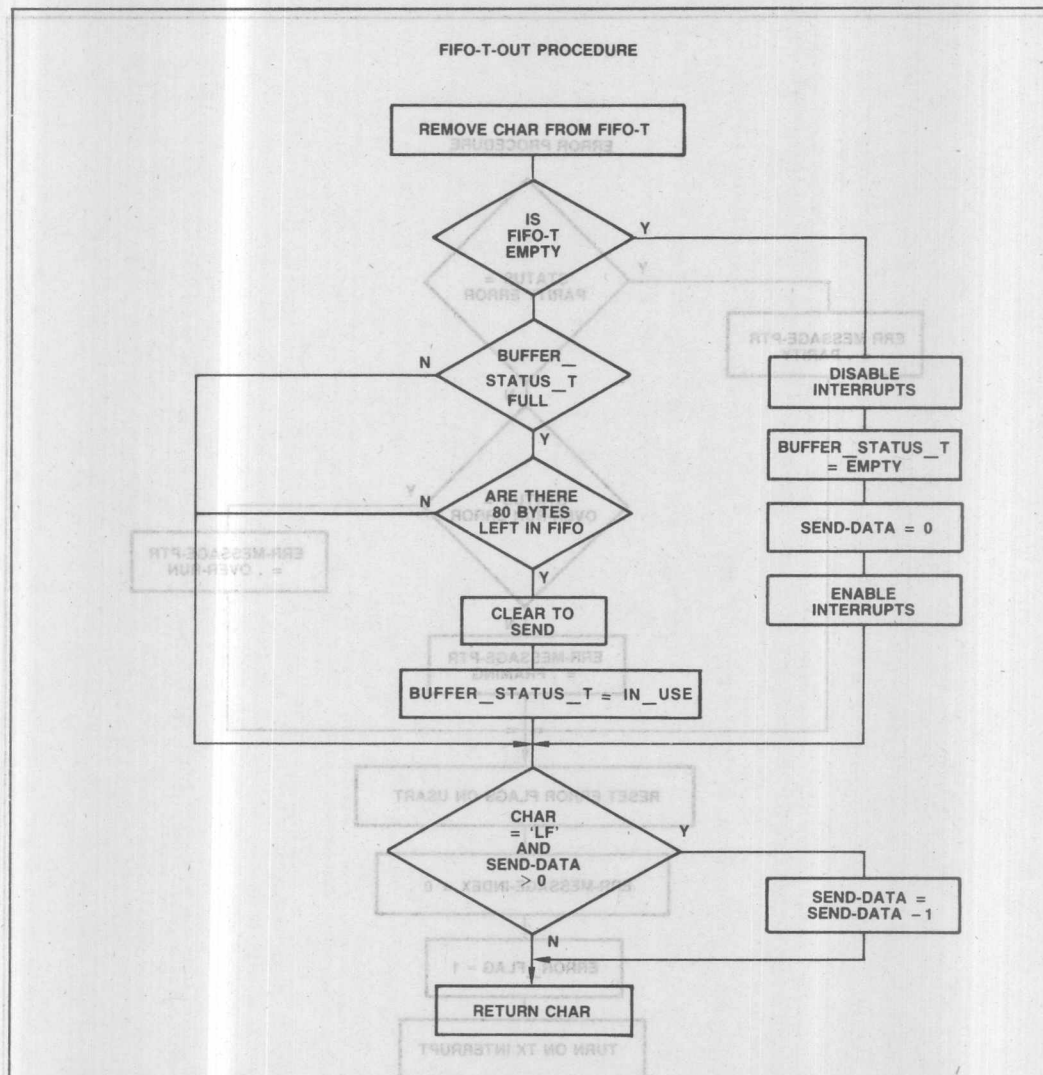 FIFO-T-OUT PROCEDURE
REMOVE CHAR FROM FIFO-T
IS
FIFO-T
EMPTY
Y
BUFFER_
STATUS_T
FULL
N
Y
DISABLE
INTERRUPTS
BUFFER_STATUS_T
= EMPTY
ARE THERE
80 BYTES
LEFT IN FIFO
N
Y
SEND-DATA = 0
ENABLE
INTERRUPTS
CLEAR TO
SEND
BUFFER_STATUS_T = IN_USE
CHAR
= 'LF'
AND
SEND-DATA
> 0
Y
N
SEND-DATA =
SEND-DATA - 1
RETURN CHAR